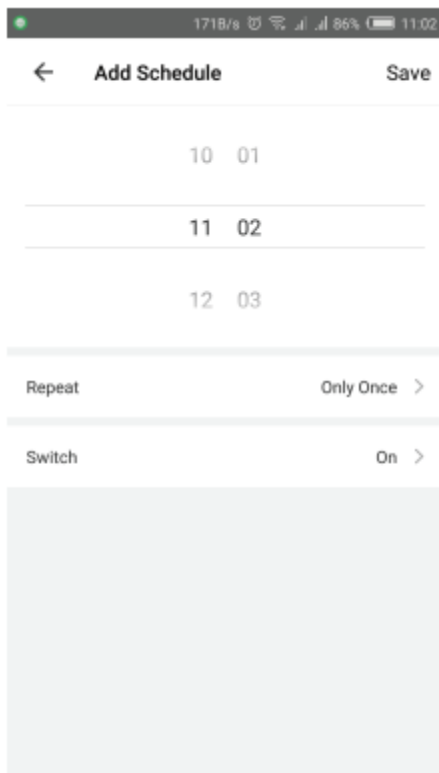 171B/s 86% 11:02
Add Schedule Save
10 01
11 02
12 03
Repeat Only Once
Switch On